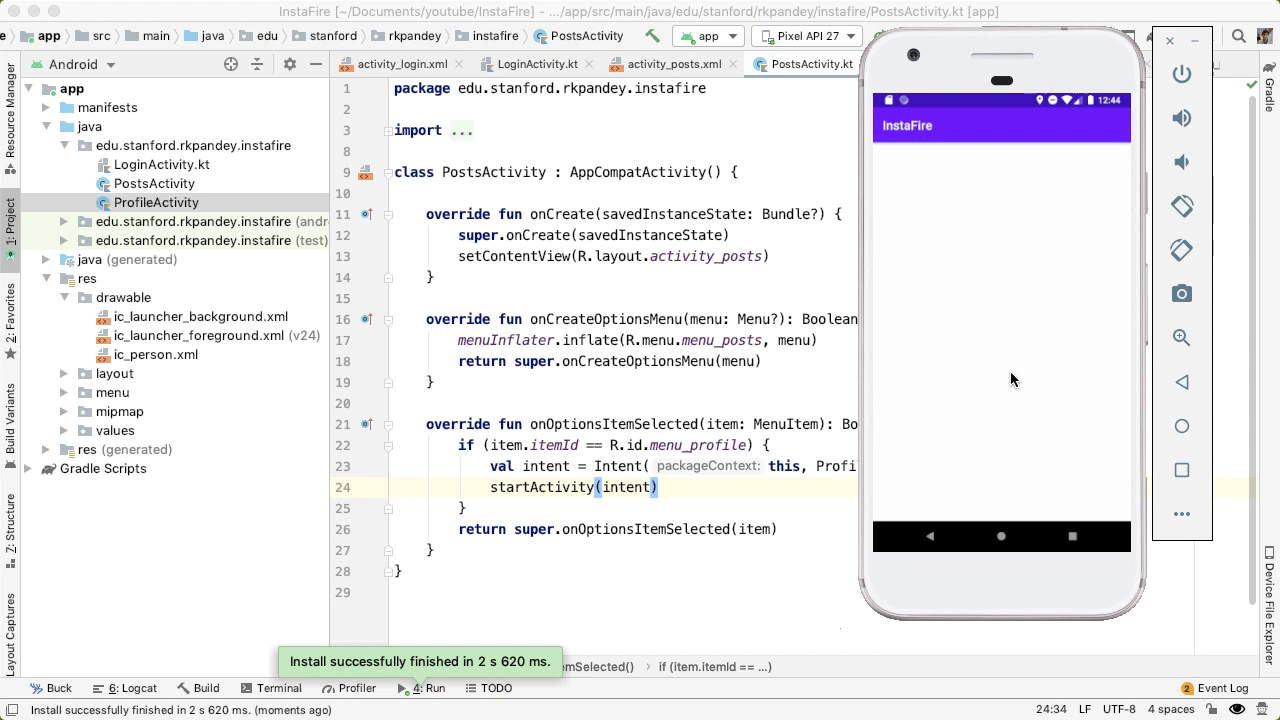 InstaFire [~/Documents/youtube/InstaFire] - .../app/src/main/java/edu/stanford/rkpandey/instafire/PostsActivity.kt [app]
app src main java edu stanford rkpandey instafire PostsActivity app Pixel API 27
Android
activity_login.xml LoginActivity.kt activity_posts.xml PostsActivity.kt
app
manifests
java
edu.stanford.rkpandey.instafire
LoginActivity.kt
PostsActivity
ProfileActivity
edu.stanford.rkpandey.instafire (andr
edu.stanford.rkpandey.instafire (test)
java (generated)
res
drawable
ic_launcher_background.xml
ic_launcher_foreground.xml (v24)
ic_person.xml
layout
menu
mipmap
values
res (generated)
Gradle Scripts
Resource Manager
1: Project
2: Favorites
Build Variants
7: Structure
Layout Captures
1 package edu.stanford.rkpandey.instafire
2
3 import ...
8
9 class PostsActivity : AppCompatActivity() {
10
11 override fun onCreate(savedInstanceState: Bundle?) {
12 super.onCreate(savedInstanceState)
13 setContentView(R.layout.activity_posts)
14 }
15
16 override fun onCreateOptionsMenu(menu: Menu?): Boolean
17 menuInflater.inflate(R.menu.menu_posts, menu)
18 return super.onCreateOptionsMenu(menu)
19 }
20
21 override fun onOptionsItemSelected(item: MenuItem): Bo
22 if (item.itemId == R.id.menu_profile) {
23 val intent = Intent( packageContext: this, Profi
24 startActivity(intent)
25 }
26 return super.onOptionsItemSelected(item)
27 }
28 }
29
12:44
InstaFire
Gradle
Device File Explorer
Install successfully finished in 2 s 620 ms.
emSelected() if (item.itemId == ...)
Buck 6: Logcat Build Terminal Profiler 4: Run TODO 2 Event Log
Install successfully finished in 2 s 620 ms. (moments ago) 24:34 LF UTF-8 4 spaces